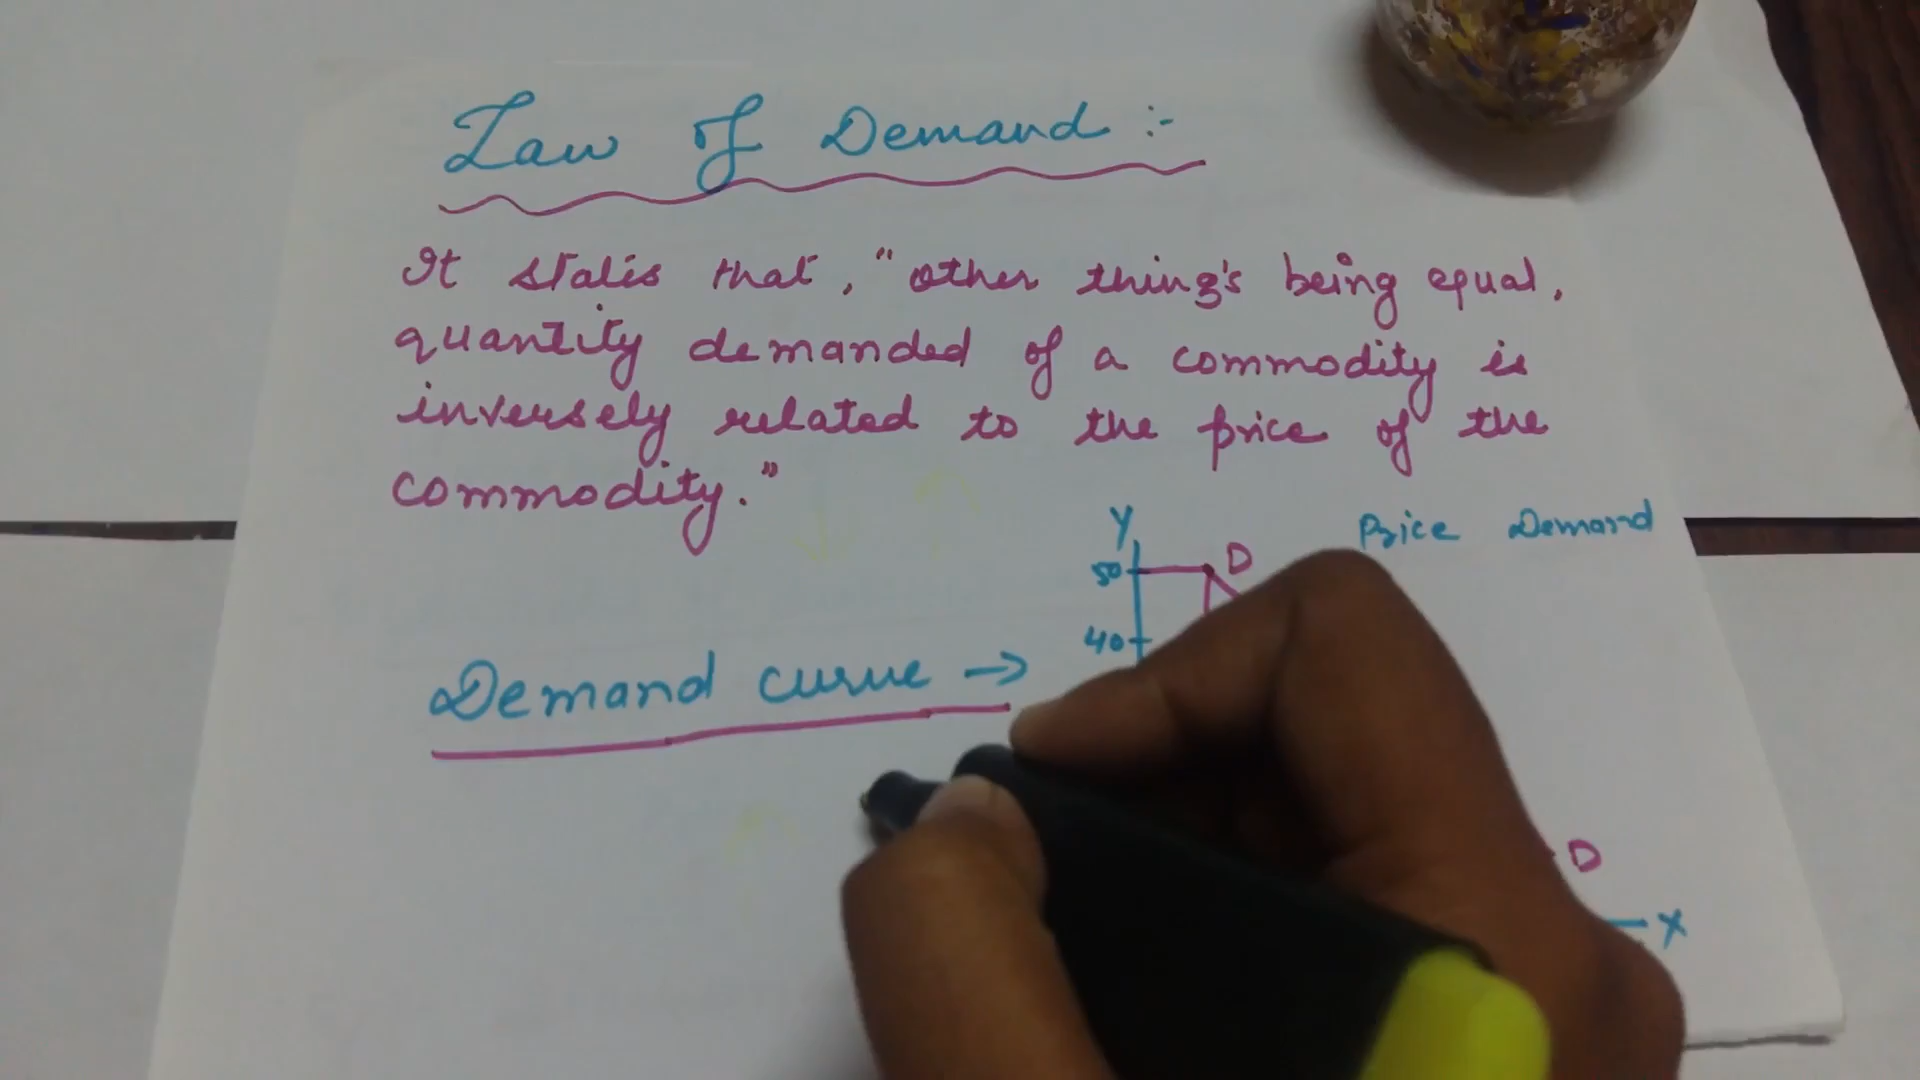 Law of Demand :-
It states that, "other thing's being equal,
quantity demanded of a commodity is
inversely related to the price of the
commodity."
Y
Price Demand
50 D
40
Demand curve →
D
X